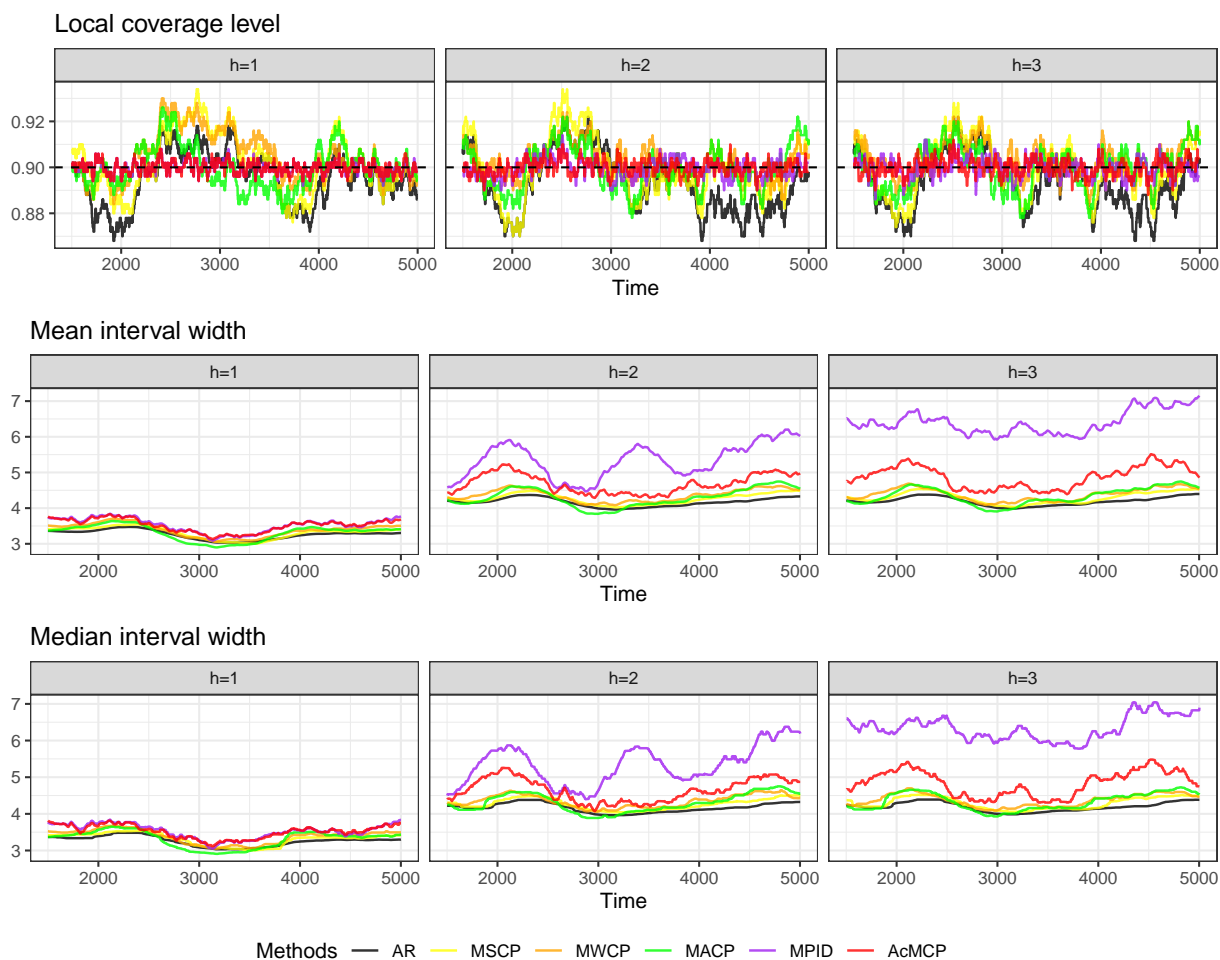 Local coverage level
h=1 h=2 h=3
0.92
0.90
0.88
2000 3000 4000 5000 2000 3000 4000 5000 2000 3000 4000 5000
Time
Mean interval width
h=1 h=2 h=3
7
6
5
4
3
2000 3000 4000 5000 2000 3000 4000 5000 2000 3000 4000 5000
Time
Median interval width
h=1 h=2 h=3
7
6
5
4
3
2000 3000 4000 5000 2000 3000 4000 5000 2000 3000 4000 5000
Time
Methods AR MSCP MWCP MACP MPID AcMCP